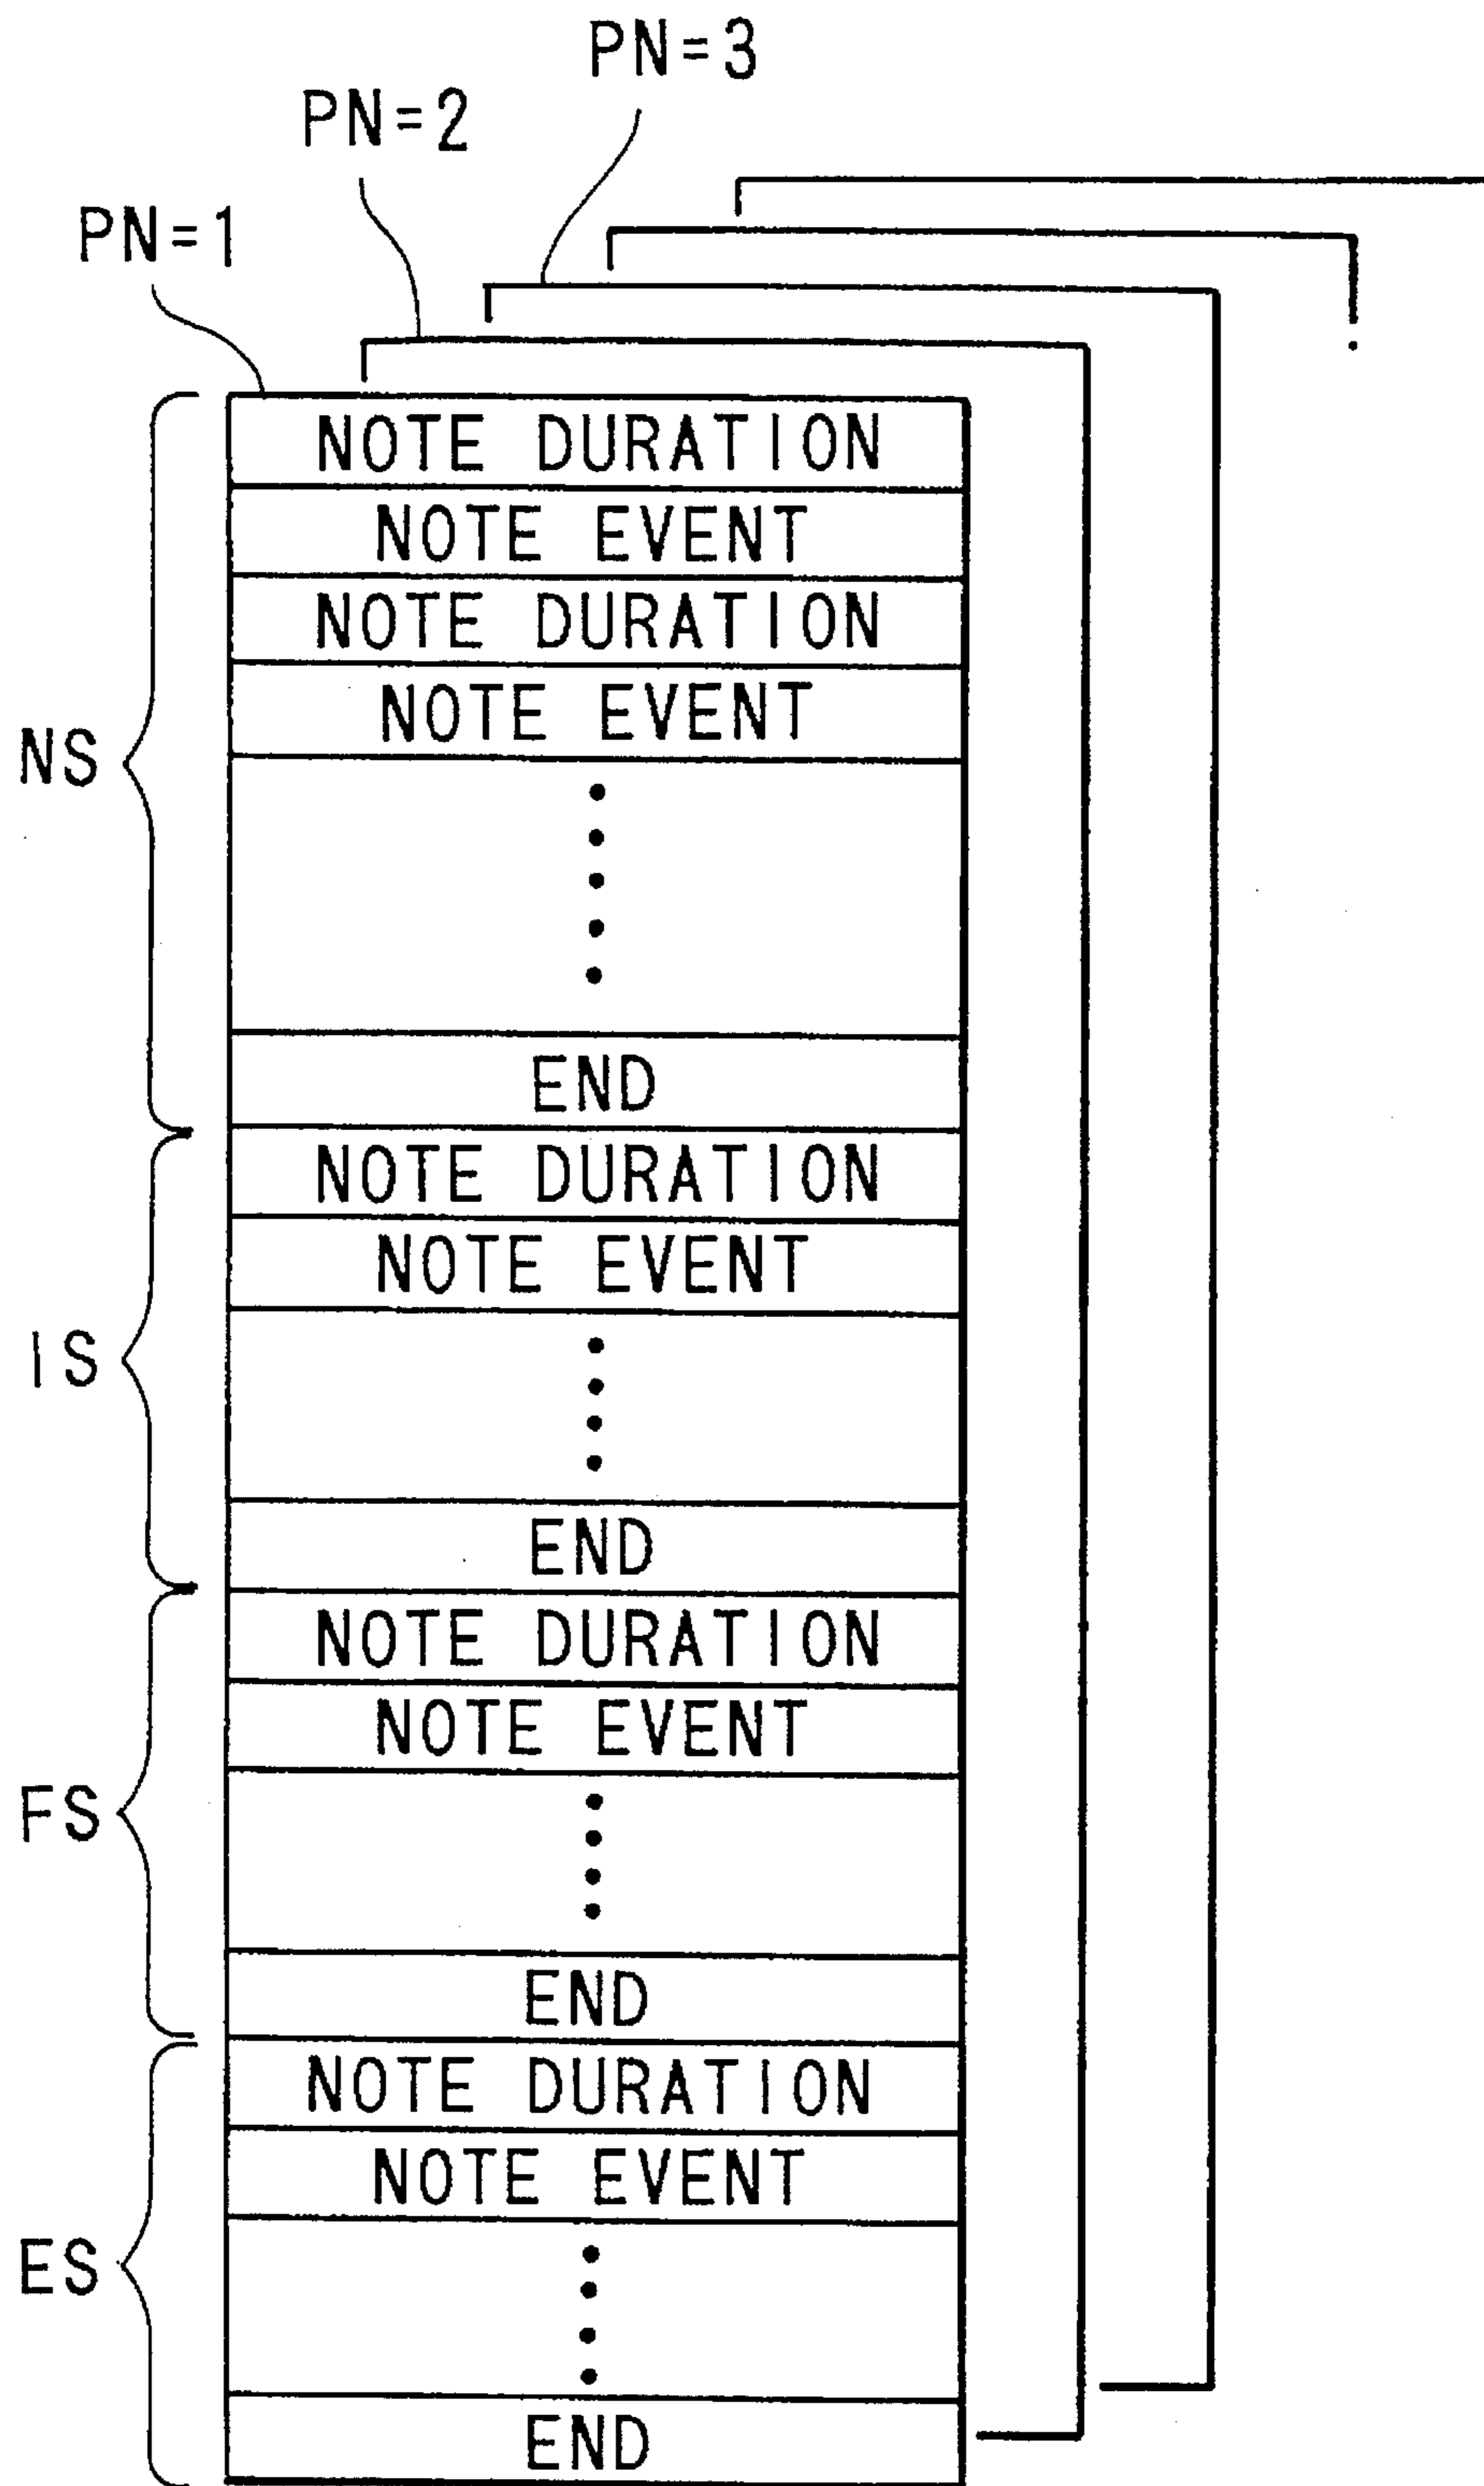 PN=3
PN=2
PN=1
NOTE DURATION
NOTE EVENT
NOTE DURATION
NOTE EVENT
NS
END
NOTE DURATION
NOTE EVENT
IS
END
NOTE DURATION
NOTE EVENT
FS
END
NOTE DURATION
NOTE EVENT
ES
END